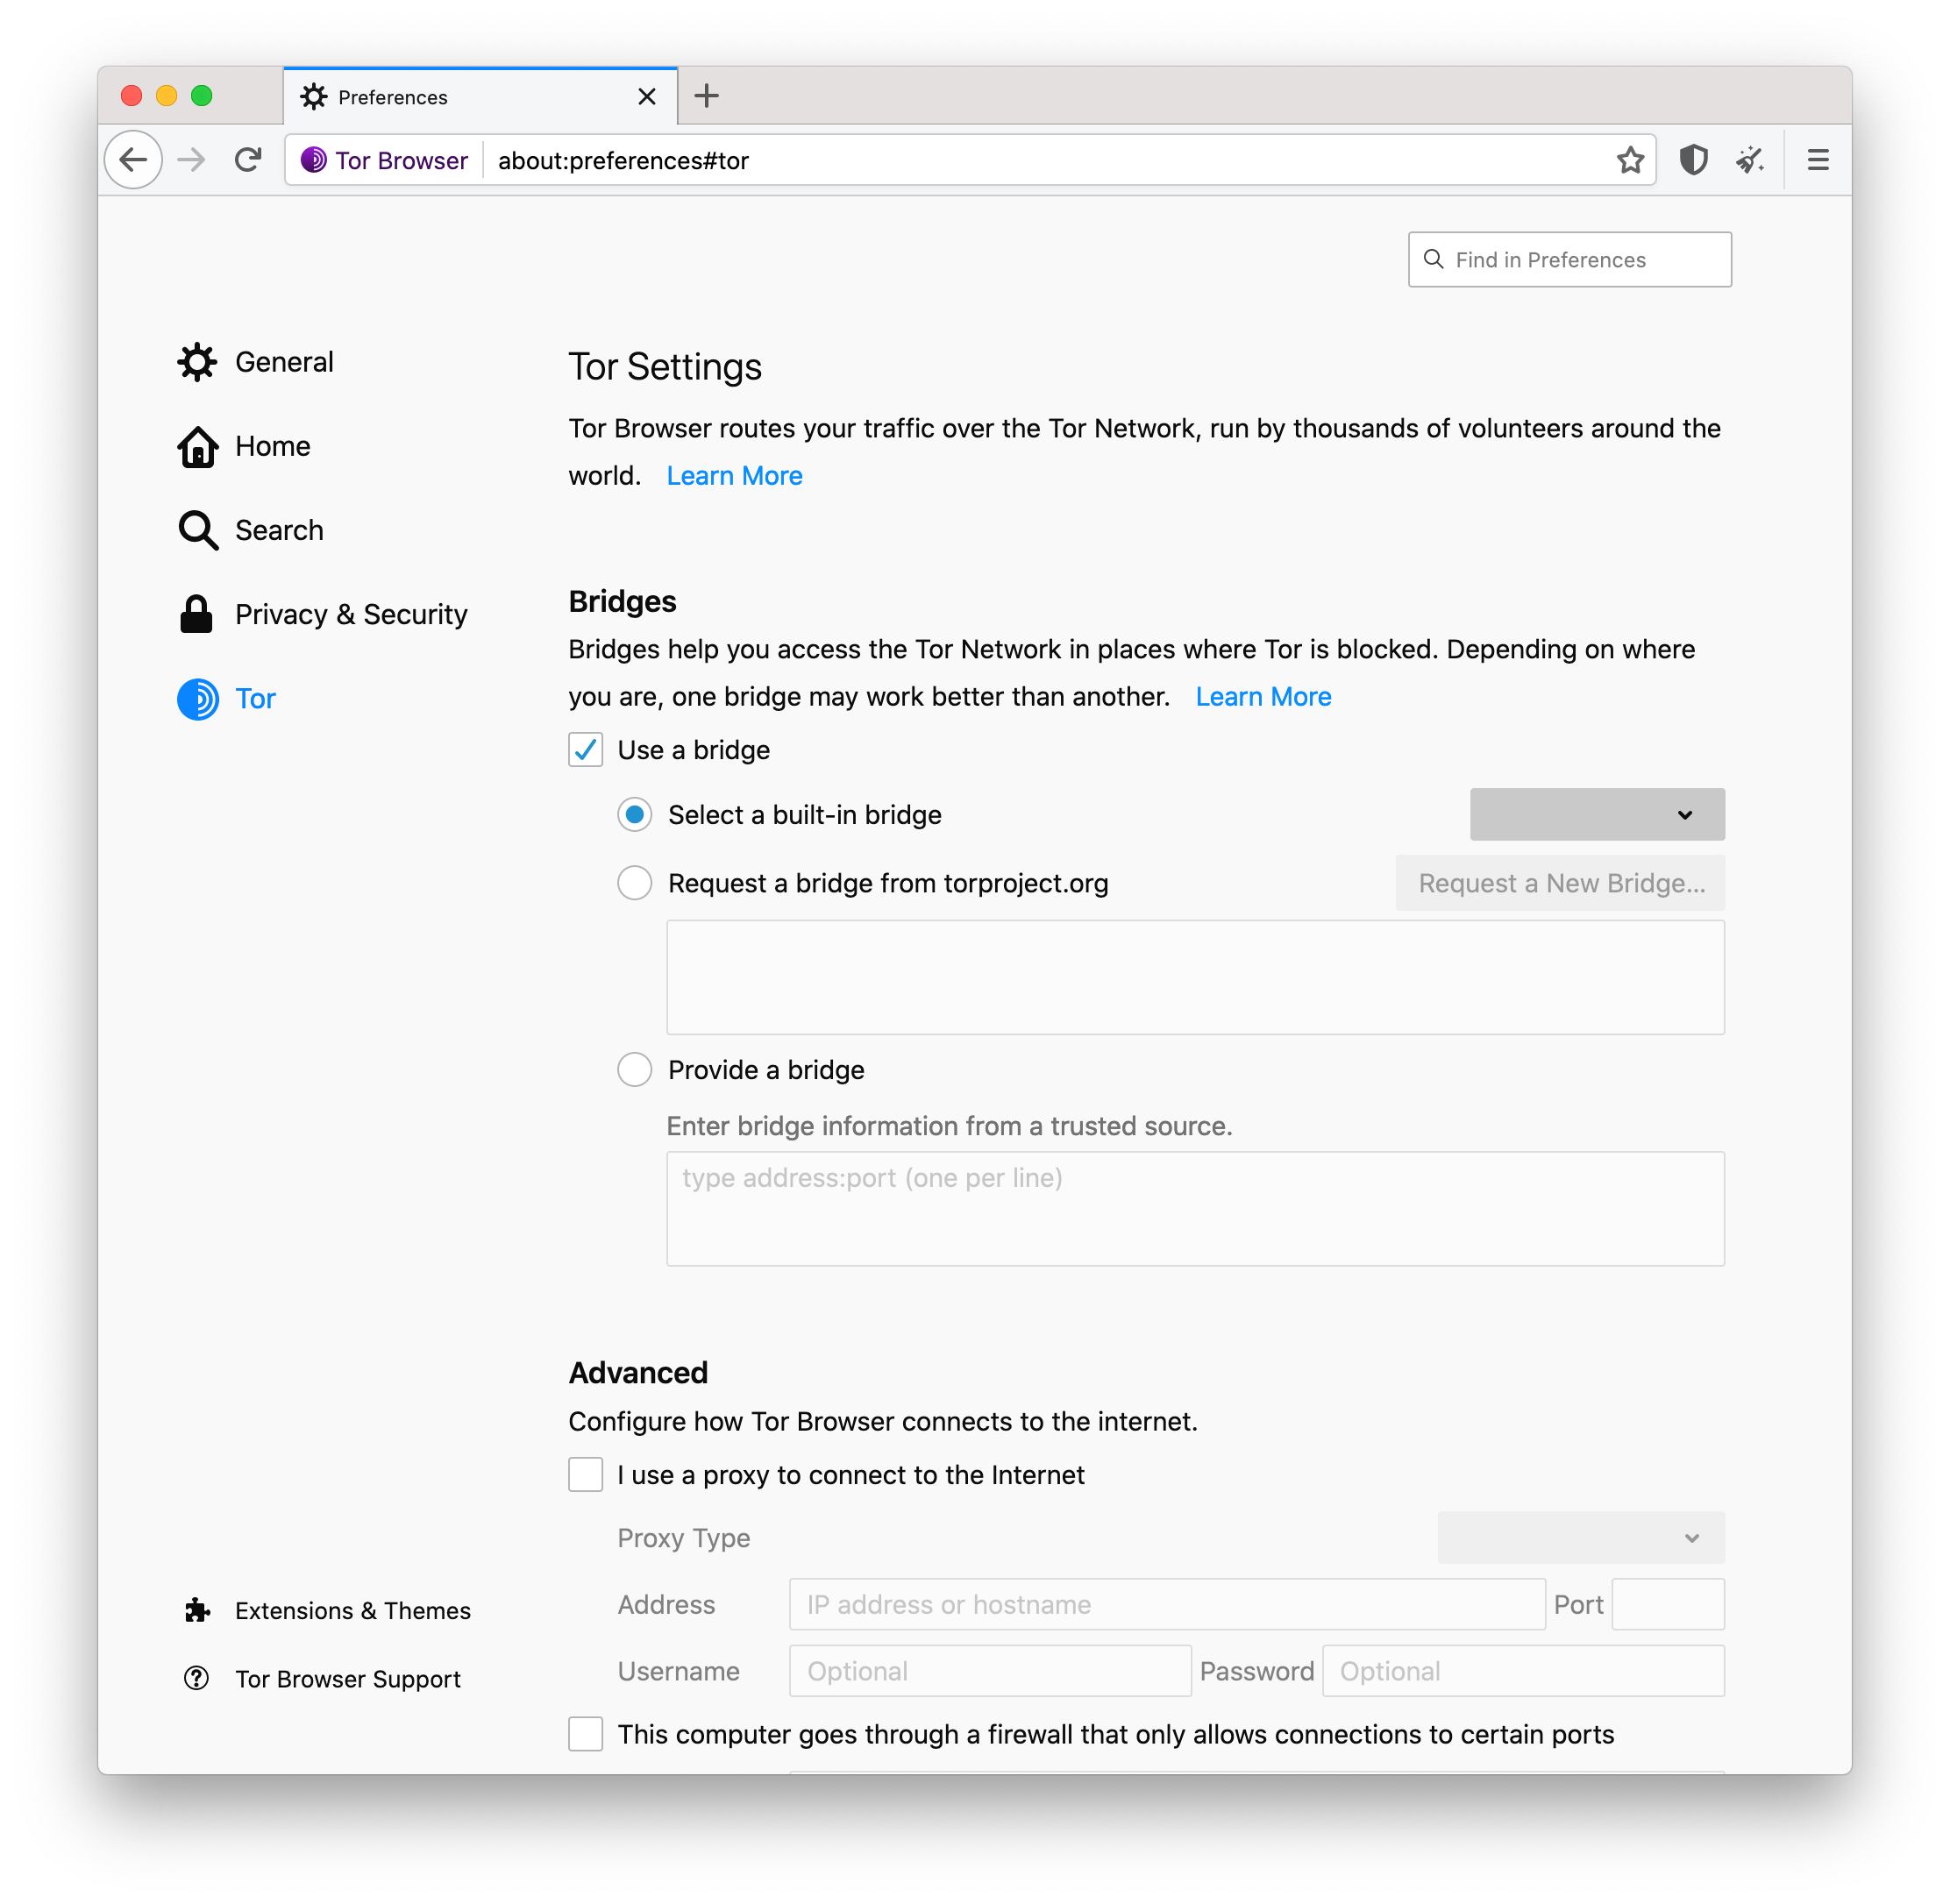 Preferences
Tor Browser
about:preferences#tor
Find in Preferences
General
Home
Search
Privacy & Security
Tor
Extensions & Themes
Tor Browser Support
Tor Settings
Tor Browser routes your traffic over the Tor Network, run by thousands of volunteers around the
world. Learn More
Bridges
Bridges help you access the Tor Network in places where Tor is blocked. Depending on where
you are, one bridge may work better than another. Learn More
Use a bridge
Select a built-in bridge
Request a bridge from torproject.org Request a New Bridge...
Provide a bridge
Enter bridge information from a trusted source.
type address:port (one per line)
Advanced
Configure how Tor Browser connects to the internet.
I use a proxy to connect to the Internet
Proxy Type
Address IP address or hostname Port
Username Optional Password Optional
This computer goes through a firewall that only allows connections to certain ports